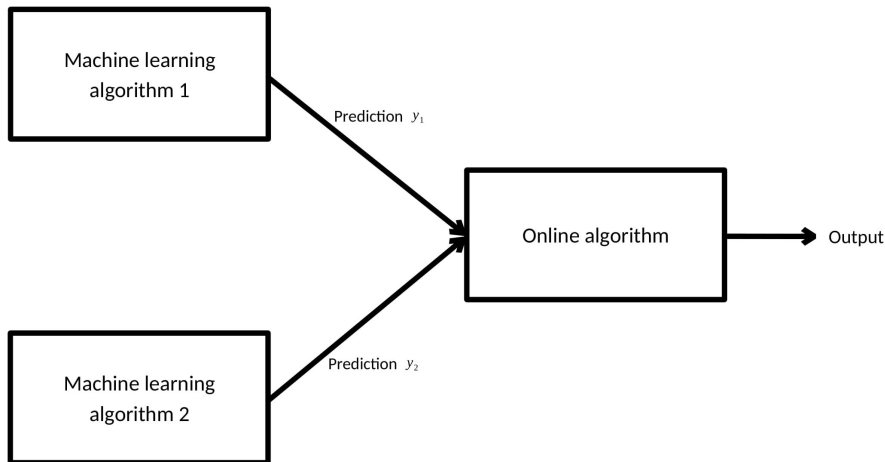 Machine learning
algorithm 1
Prediction y₁
Online algorithm
Output
Prediction y₂
Machine learning
algorithm 2